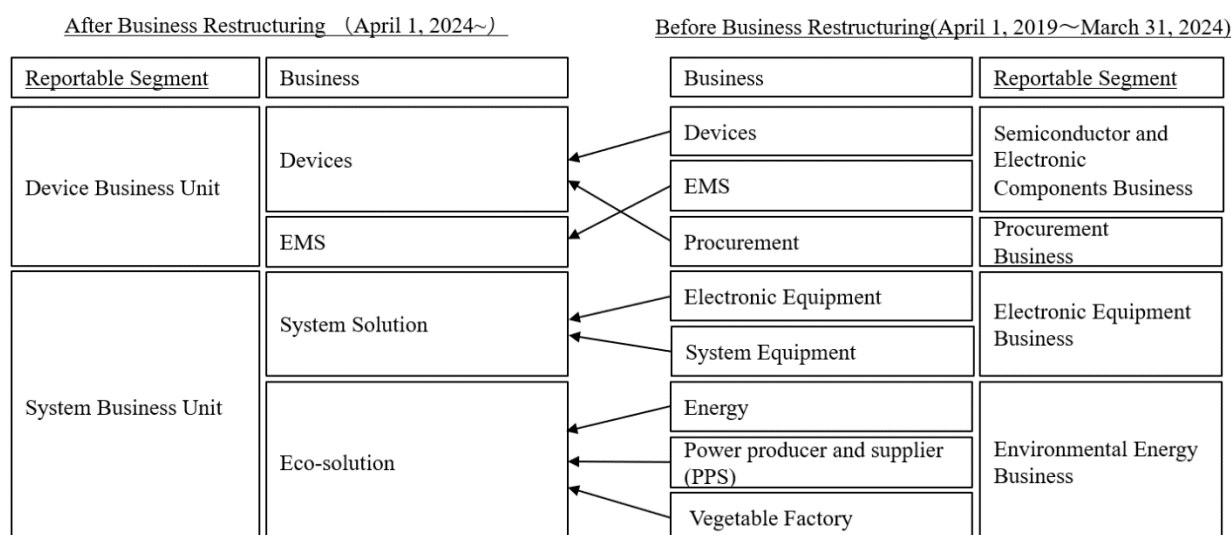 After Business Restructuring （April 1, 2024~）
Before Business Restructuring(April 1, 2019～March 31, 2024)
Reportable Segment
Business
Business
Reportable Segment
Device Business Unit
Devices
EMS
System Business Unit
System Solution
Eco-solution
Devices
EMS
Procurement
Electronic Equipment
System Equipment
Energy
Power producer and supplier
(PPS)
Vegetable Factory
Semiconductor and
Electronic
Components Business
Procurement
Business
Electronic Equipment
Business
Environmental Energy
Business